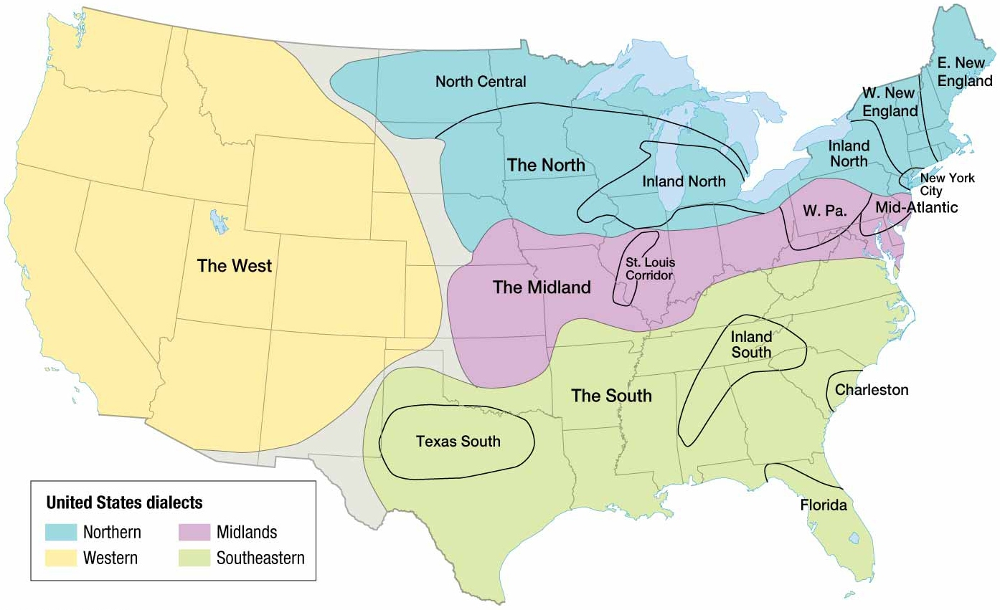 E. New
England
North Central
W. New
England
Inland
North
The North
Inland North
New York
City
Mid-Atlantic
W. Pa.
The West
St. Louis
Corridor
The Midland
Inland
South
The South
Charleston
Texas South
Florida
United States dialects
Northern
Midlands
Western
Southeastern